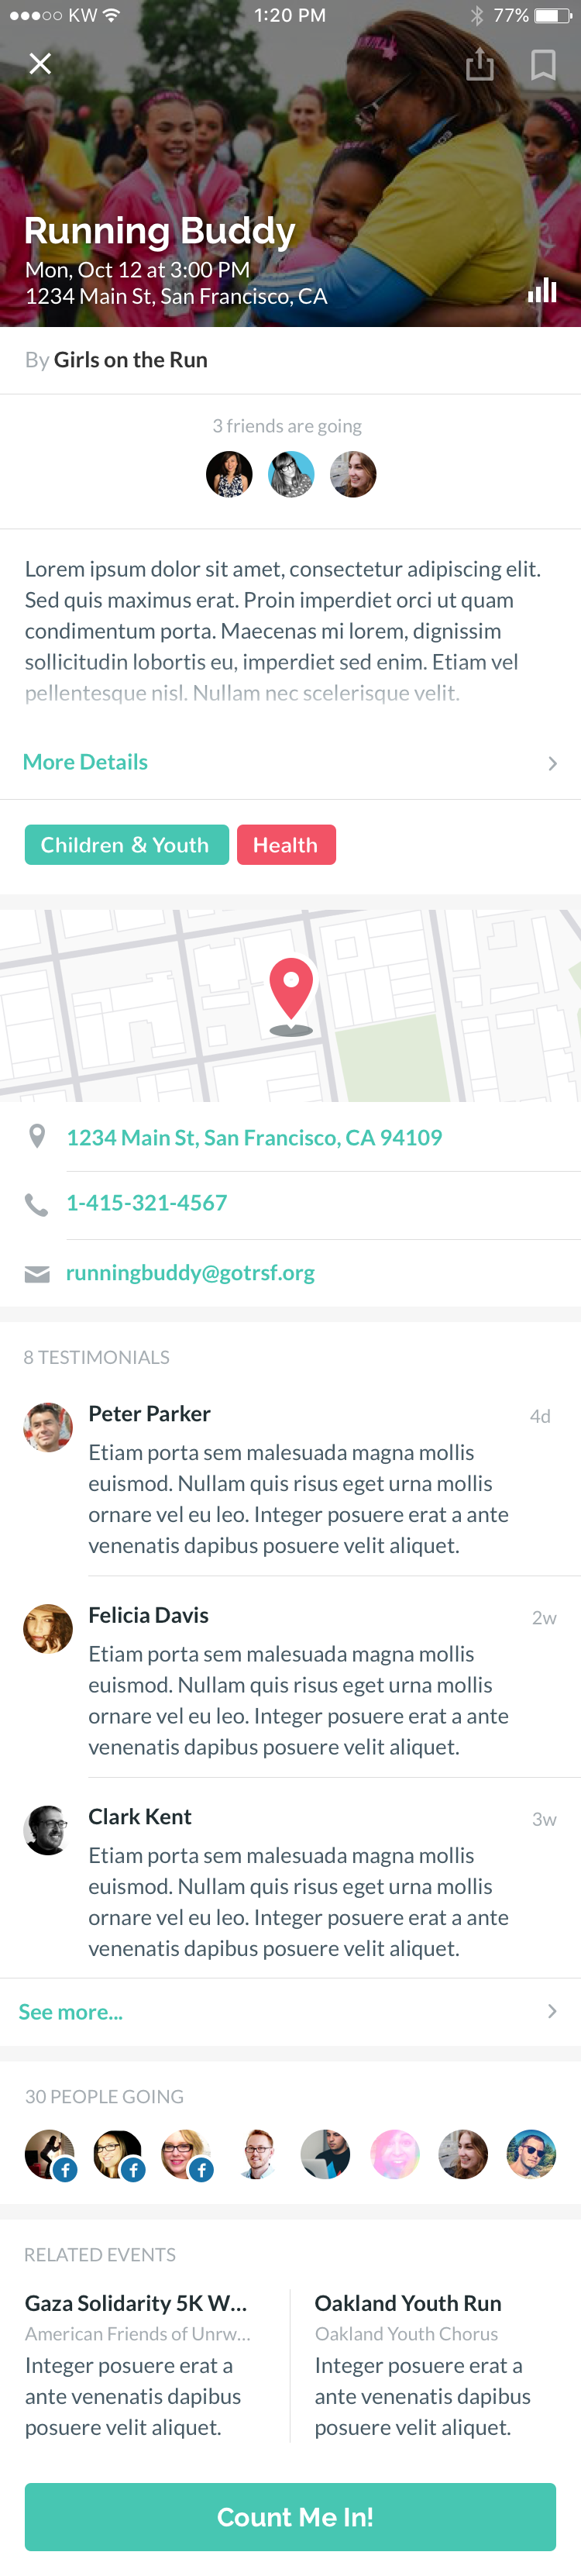 KW
1:20 PM
77%
Running Buddy
Mon, Oct 12 at 3:00 PM
1234 Main St, San Francisco, CA
By Girls on the Run
3 friends are going
Lorem ipsum dolor sit amet, consectetur adipiscing elit.
Sed quis maximus erat. Proin imperdiet orci ut quam
condimentum porta. Maecenas mi lorem, dignissim
sollicitudin lobortis eu, imperdiet sed enim. Etiam vel
pellentesque nisl. Nullam nec scelerisque velit.
More Details
Children & Youth
Health
1234 Main St, San Francisco, CA 94109
1-415-321-4567
runningbuddy@gotrsf.org
8 TESTIMONIALS
Peter Parker
4d
Etiam porta sem malesuada magna mollis
euismod. Nullam quis risus eget urna mollis
ornare vel eu leo. Integer posuere erat a ante
venenatis dapibus posuere velit aliquet.
Felicia Davis
2w
Etiam porta sem malesuada magna mollis
euismod. Nullam quis risus eget urna mollis
ornare vel eu leo. Integer posuere erat a ante
venenatis dapibus posuere velit aliquet.
Clark Kent
3w
Etiam porta sem malesuada magna mollis
euismod. Nullam quis risus eget urna mollis
ornare vel eu leo. Integer posuere erat a ante
venenatis dapibus posuere velit aliquet.
See more...
30 PEOPLE GOING
f
f
f
RELATED EVENTS
Gaza Solidarity 5K W...
American Friends of Unrw...
Integer posuere erat a
ante venenatis dapibus
posuere velit aliquet.
Oakland Youth Run
Oakland Youth Chorus
Integer posuere erat a
ante venenatis dapibus
posuere velit aliquet.
Count Me In!